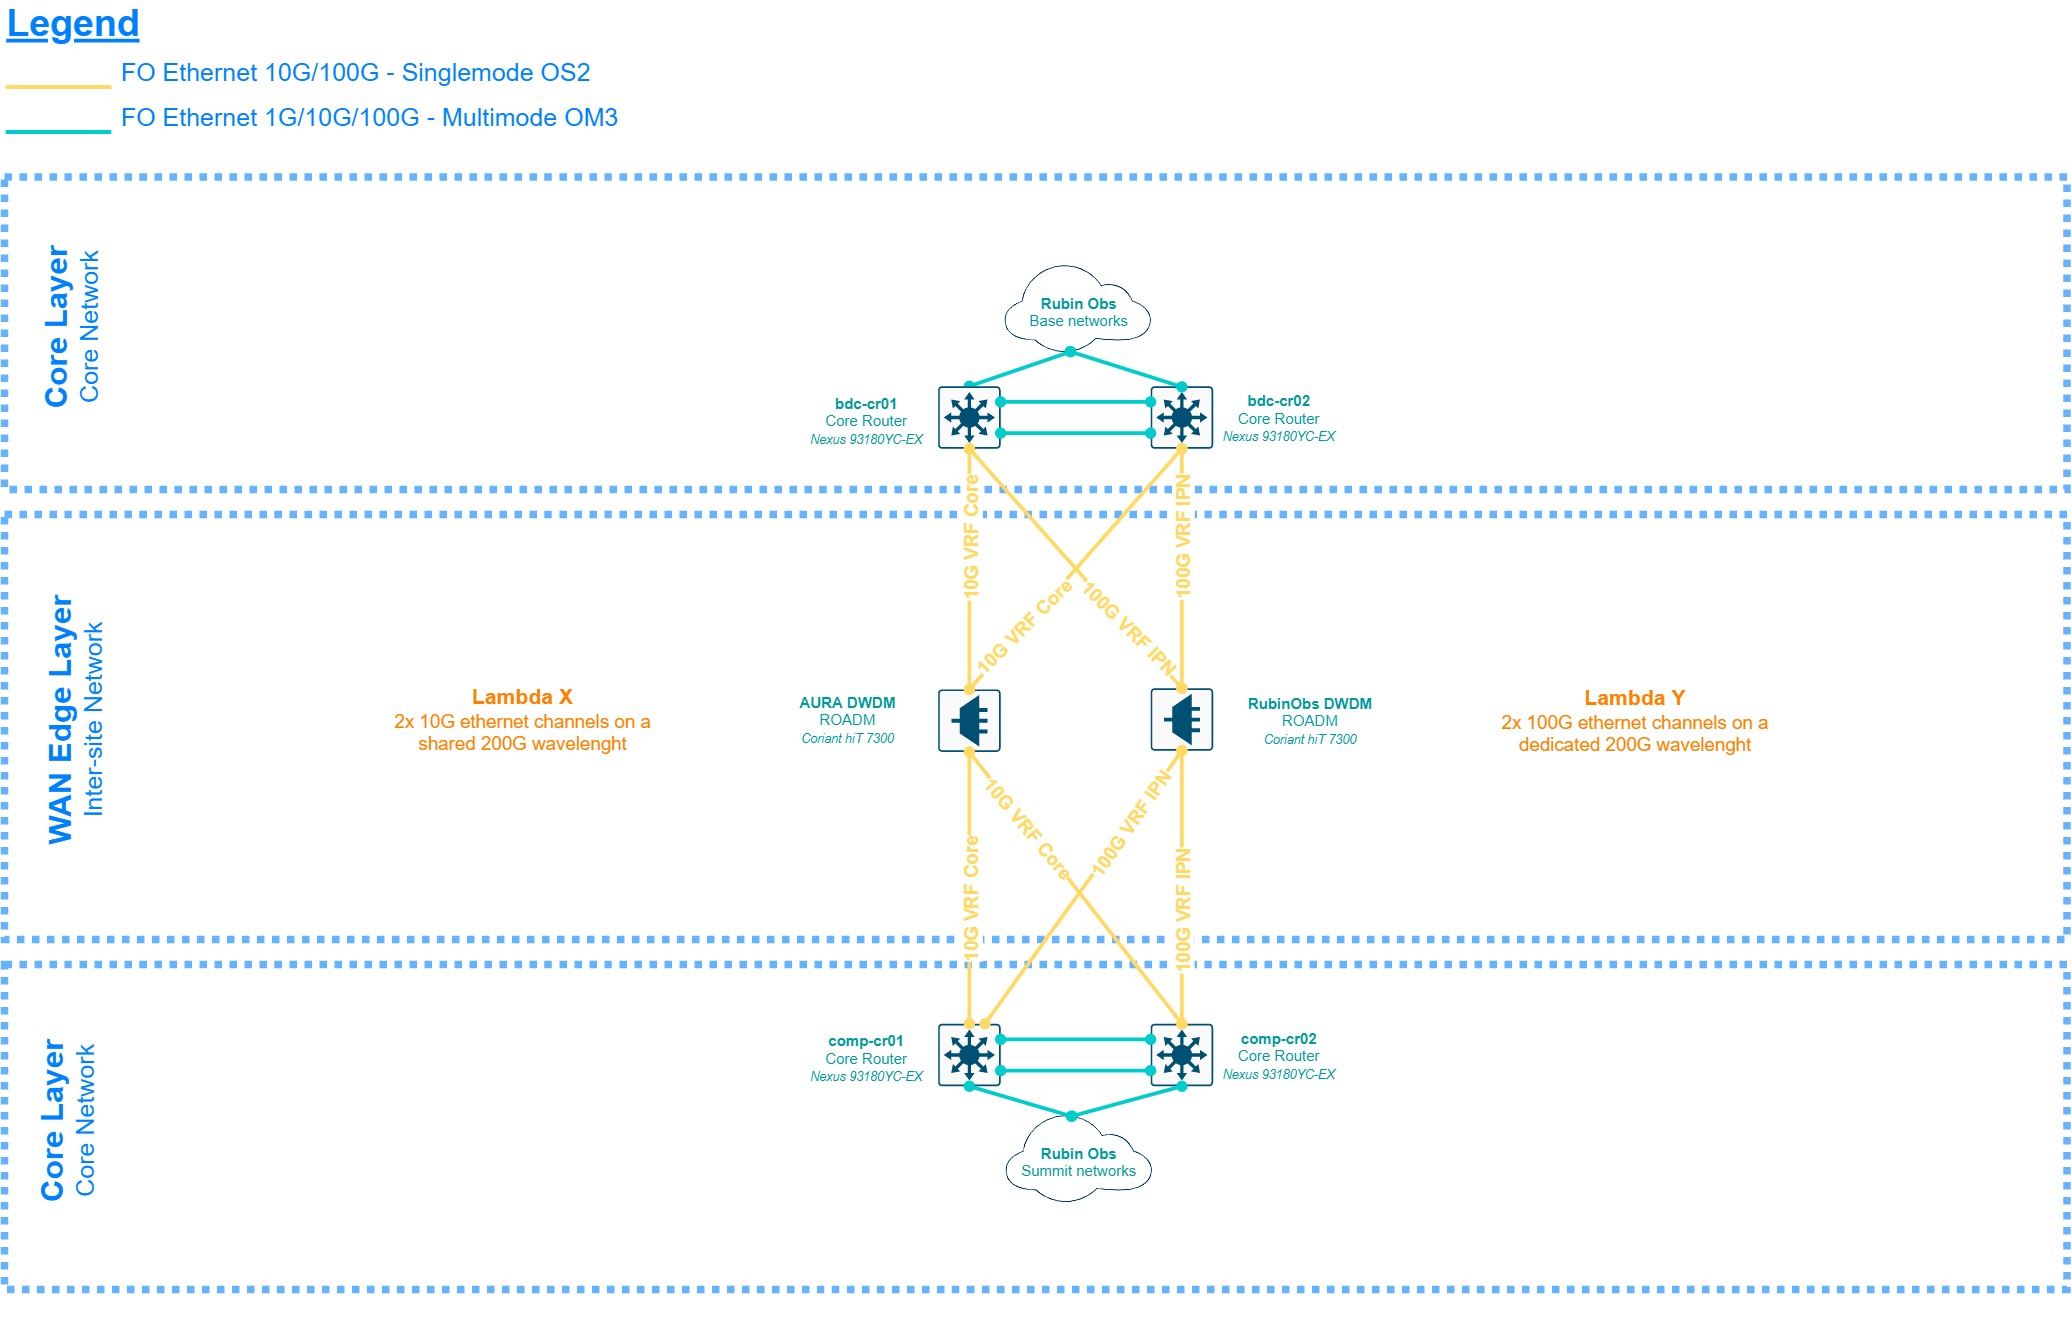 Legend
FO Ethernet 10G/100G - Singlemode OS2
FO Ethernet 1G/10G/100G - Multimode OM3
Core Layer
Core Network
Rubin Obs
Base networks
bdc-cr01
Core Router
Nexus 93180YC-EX
bdc-cr02
Core Router
Nexus 93180YC-EX
10G VRF Core
10G VRF Core
100G VRF IPN
100G VRF IPN
WAN Edge Layer
Inter-site Network
Lambda X
2x 10G ethernet channels on a
shared 200G wavelenght
AURA DWDM
ROADM
Coriant hiT 7300
RubinObs DWDM
ROADM
Coriant hiT 7300
Lambda Y
2x 100G ethernet channels on a
dedicated 200G wavelenght
10G VRF Core
10G VRF Core
100G VRF IPN
100G VRF IPN
Core Layer
Core Network
comp-cr01
Core Router
Nexus 93180YC-EX
comp-cr02
Core Router
Nexus 93180YC-EX
Rubin Obs
Summit networks